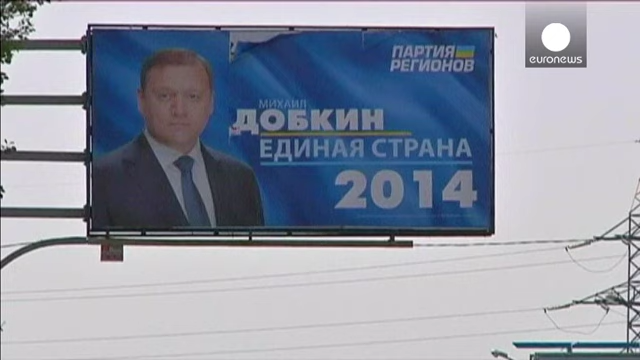 ПАРТИЯ
РЕГИОНОВ
МИХАИЛ
ДОБКИН
ЕДИНАЯ СТРАНА
2014
euronews